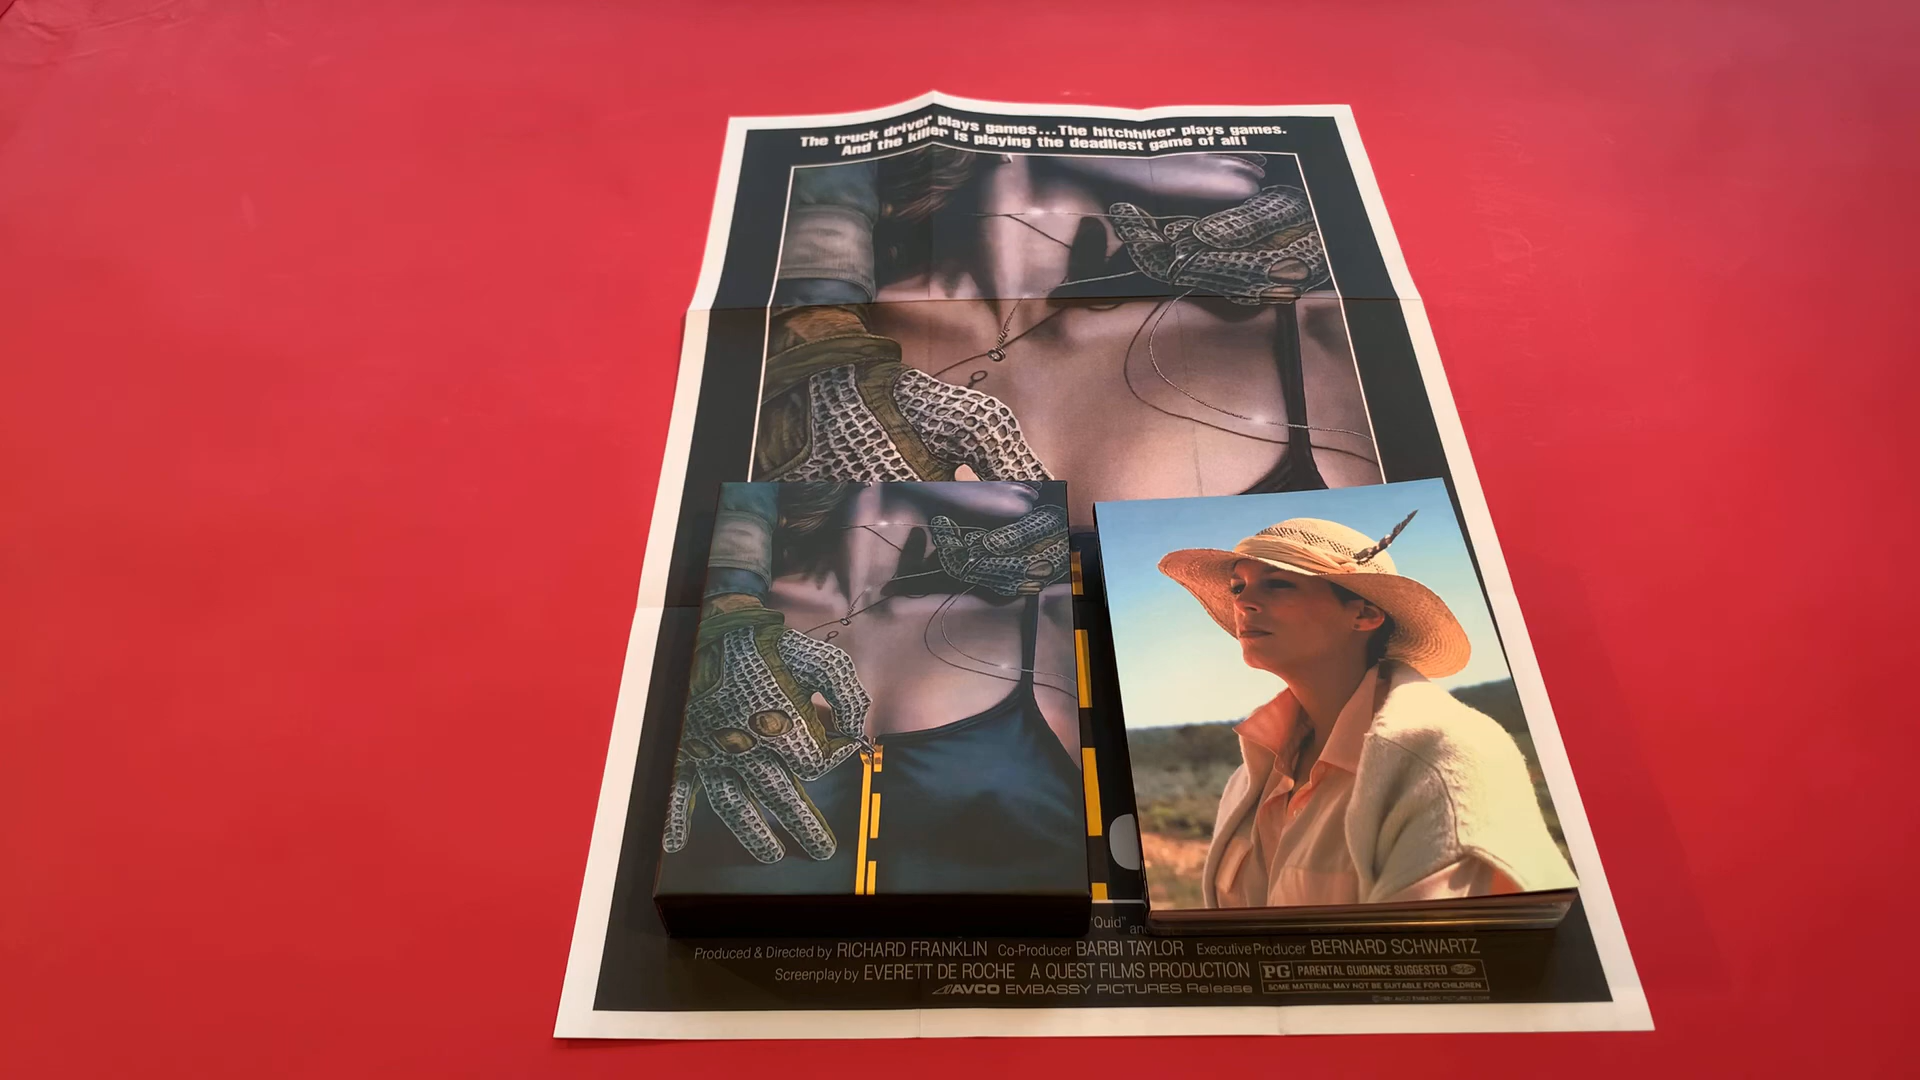 The truck driver plays games...The hitchhiker plays games.
And the killer is playing the deadliest game of all!
"Quid" and
Produced & Directed by RICHARD FRANKLIN Co-Producer BARBI TAYLOR Executive Producer BERNARD SCHWARTZ
Screenplay by EVERETT DE ROCHE A QUEST FILMS PRODUCTION
PG PARENTAL GUIDANCE SUGGESTED
SOME MATERIAL MAY NOT BE SUITABLE FOR CHILDREN
AVCO EMBASSY PICTURES Release